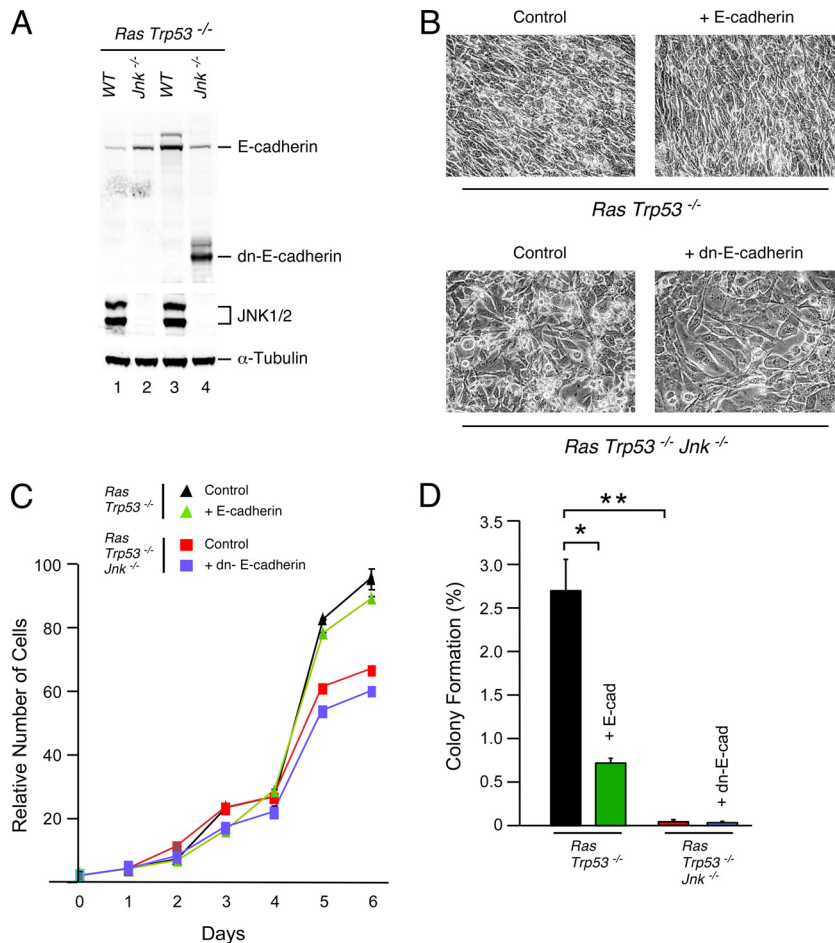 A
Ras Trp53 -/-
WT
Jnk -/-
WT
Jnk -/-
E-cadherin
dn-E-cadherin
JNK1/2
α-Tubulin
1 2 3 4
B
Control + E-cadherin
Ras Trp53 -/-
Control + dn-E-cadherin
Ras Trp53 -/- Jnk -/-
C
Ras
Trp53 -/-
Control
+ E-cadherin
Ras
Trp53 -/-
Jnk -/-
Control
+ dn- E-cadherin
Relative Number of Cells
100
80
60
40
20
0 1 2 3 4 5 6
Days
D
Colony Formation (%)
3.5
3.0
2.5
2.0
1.5
1.0
0.5
0
**
*
+ E-cad
+ dn-E-cad
Ras
Trp53 -/-
Ras
Trp53 -/-
Jnk -/-